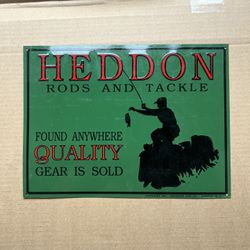 HEDDON
RODS AND TACKLE
FOUND ANYWHERE
QUALITY
GEAR IS SOLD